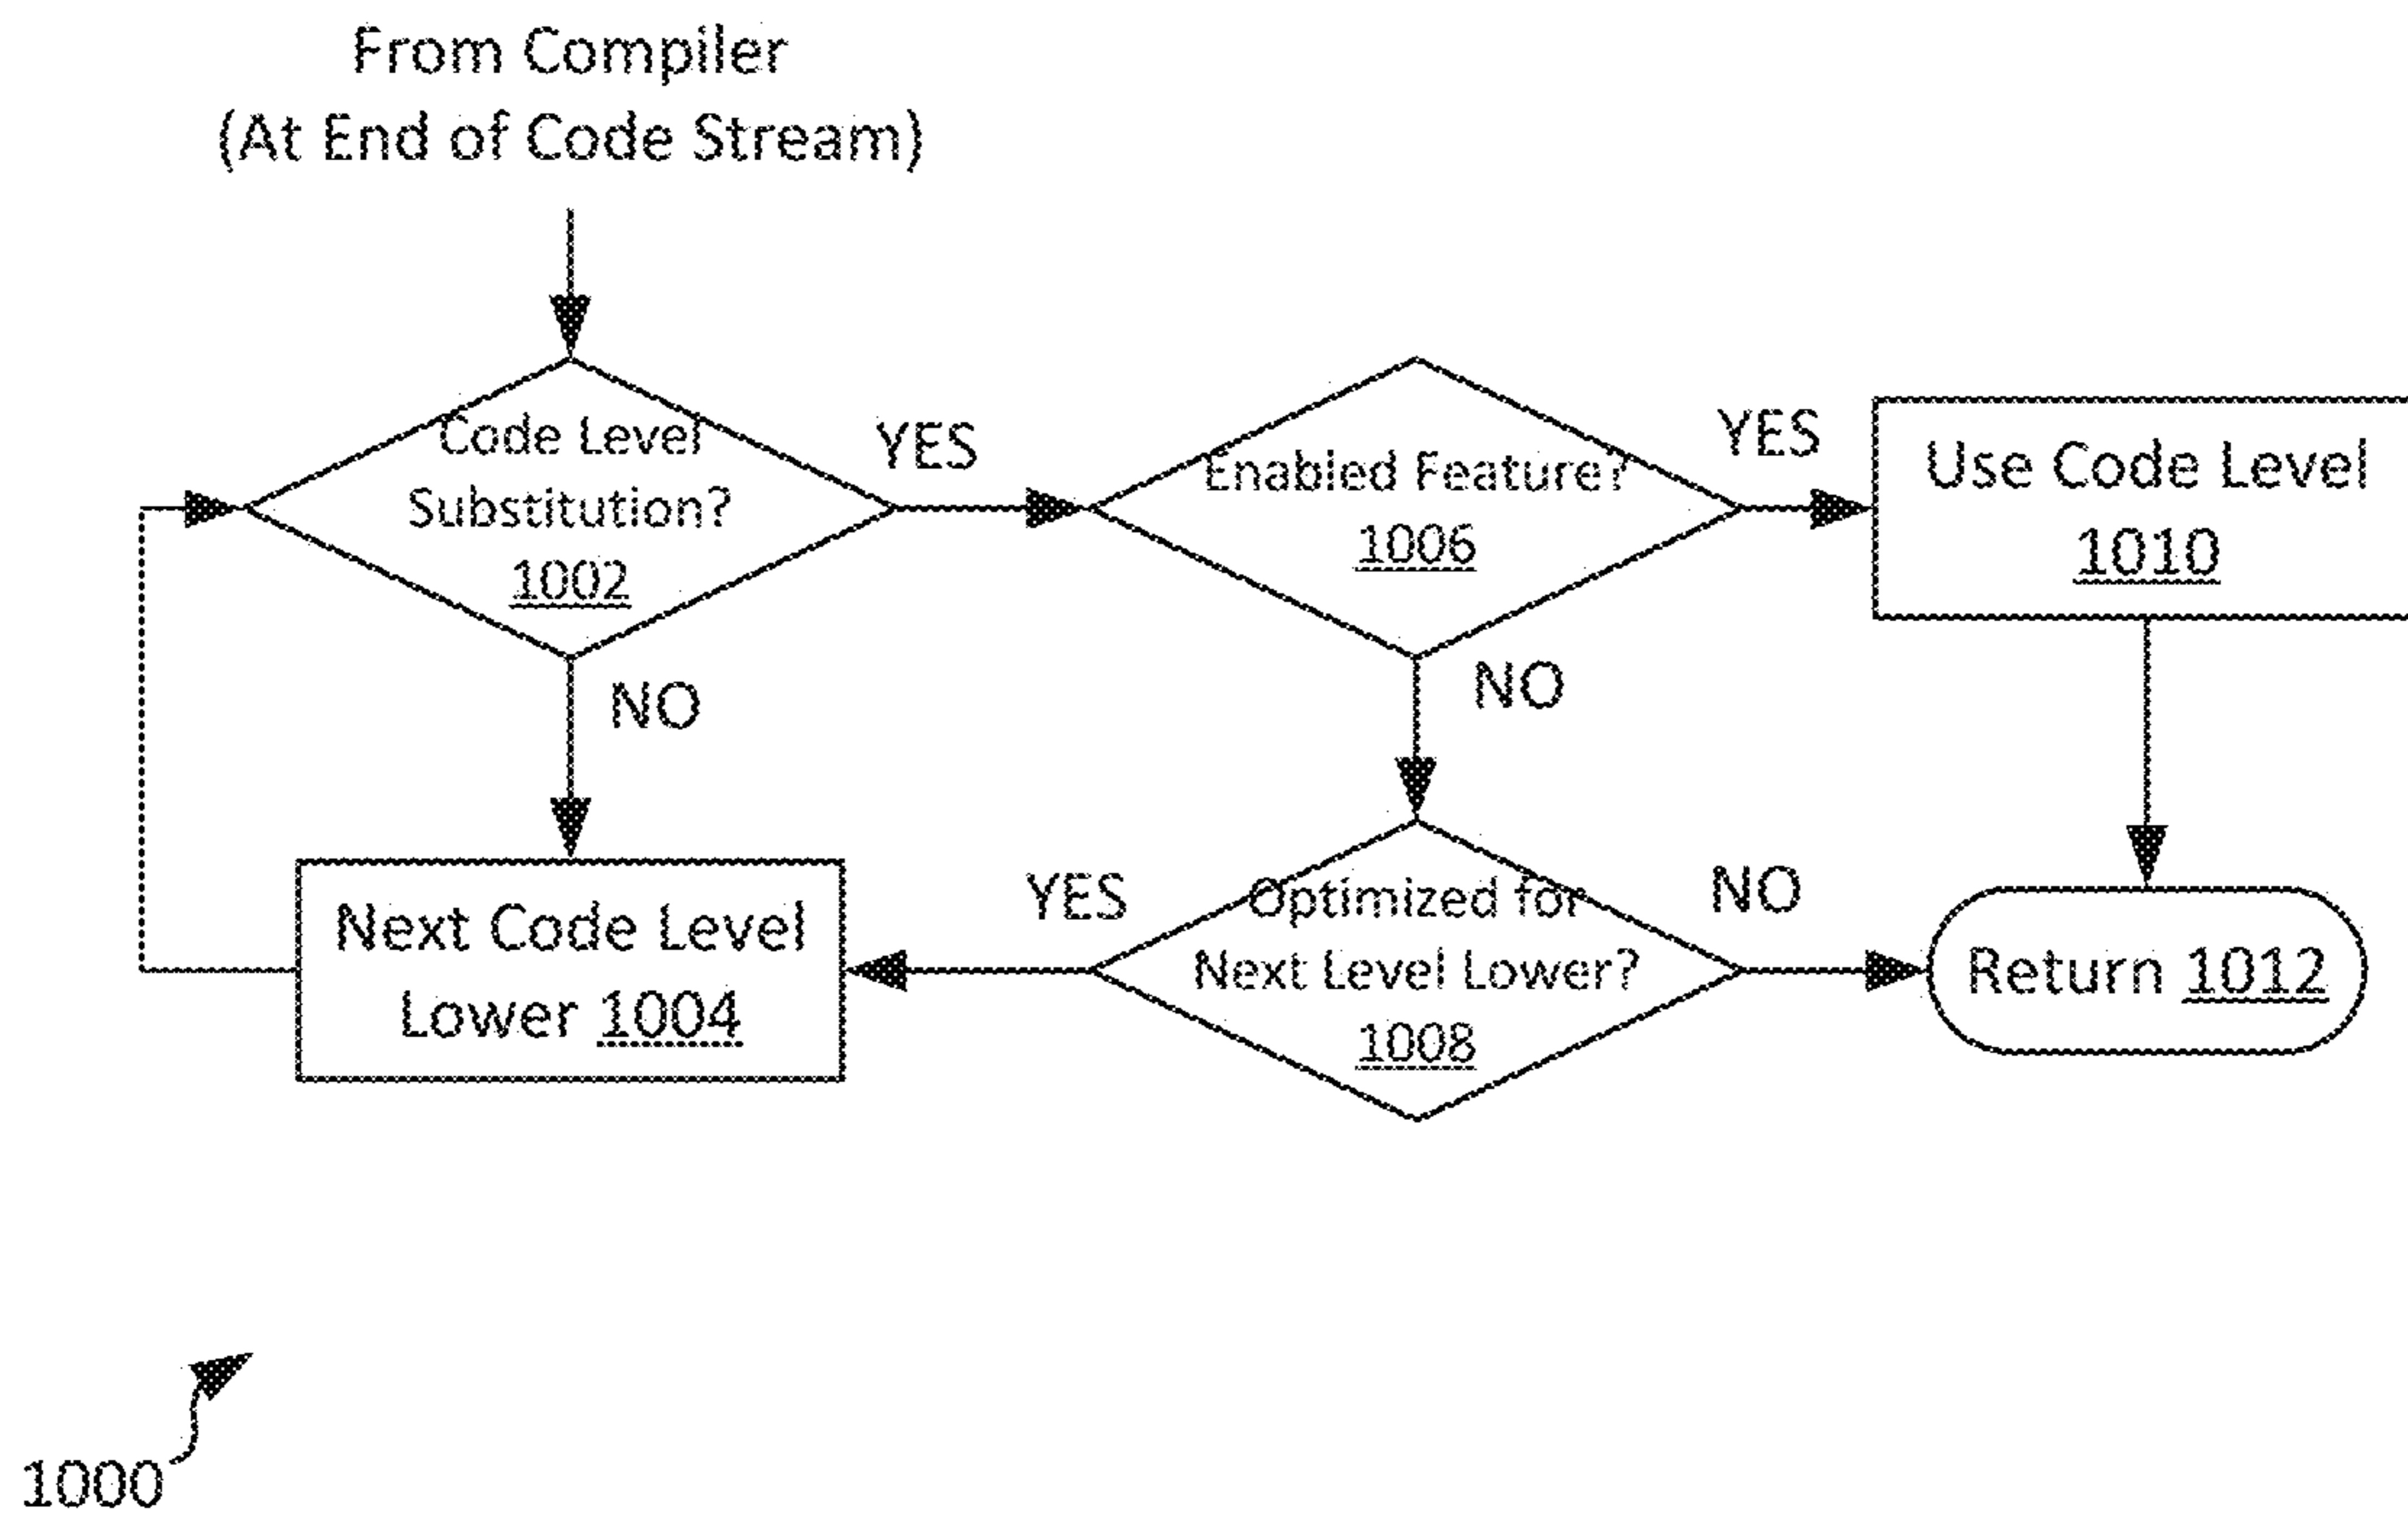 From Compiler
(At End of Code Stream)
Code Level
Substitution?
1002
YES
Enabled Feature?
1006
YES
Use Code Level
1010
NO
NO
Next Code Level
Lower 1004
YES
Optimized for
Next Level Lower?
1008
NO
Return 1012
1000